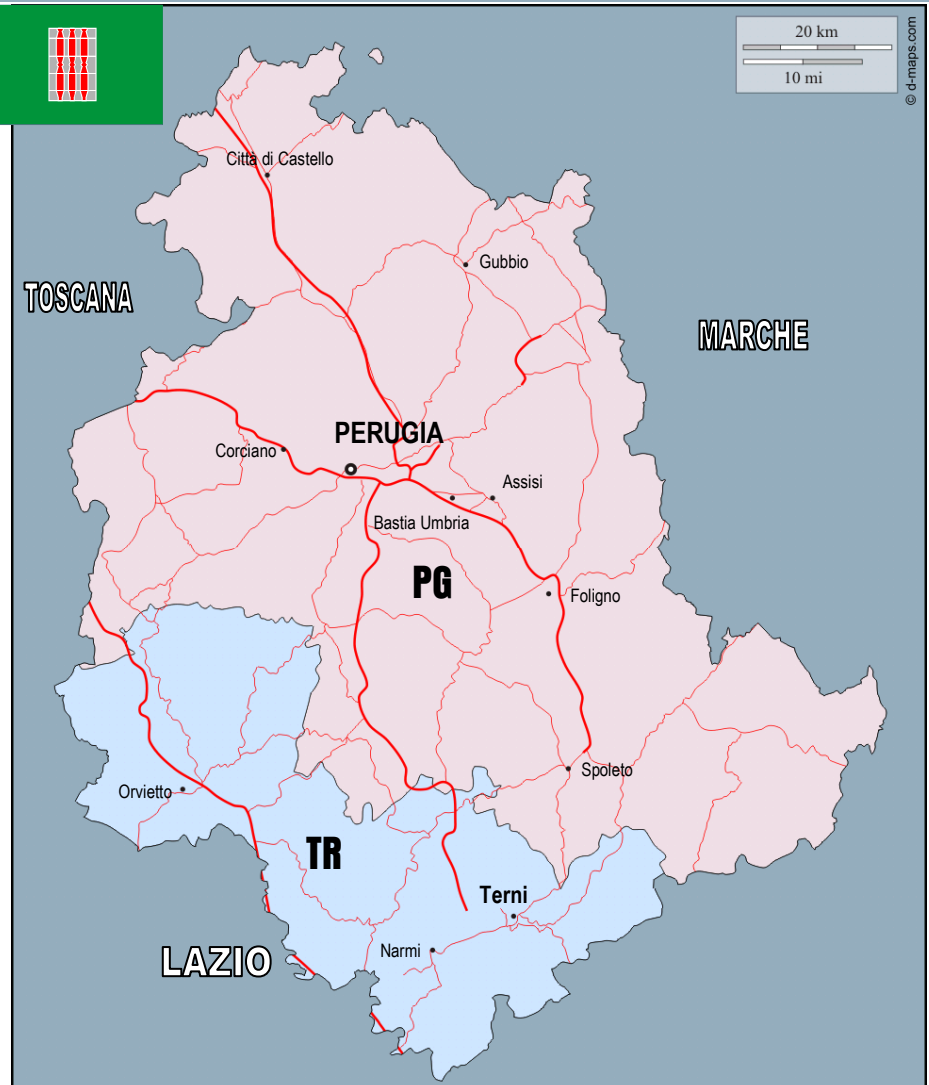 20 km
10 mi
© d-maps.com
Città di Castello
Gubbio
TOSCANA
MARCHE
PERUGIA
Corciano
Assisi
Bastia Umbria
PG
Foligno
Spoleto
Orvietto
TR
Terni
Narmi
LAZIO